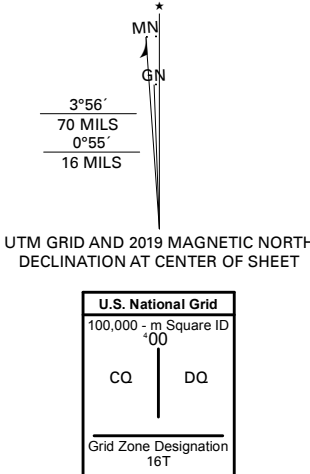 ★
MN
GN
3°56´
70 MILS
0°55´
16 MILS
UTM GRID AND 2019 MAGNETIC NORTH
DECLINATION AT CENTER OF SHEET
U.S. National Grid
100,000 - m Square ID
⁴00
CQ DQ
Grid Zone Designation
16T